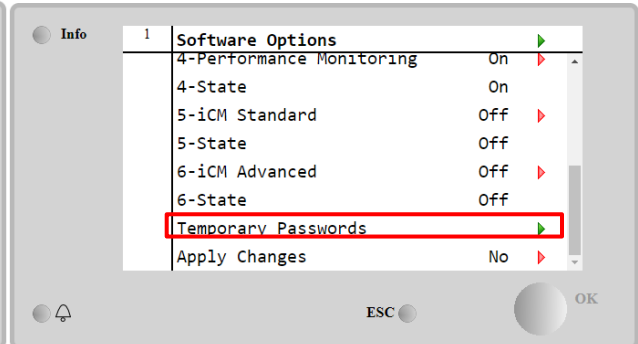 Info
1 Software Options
4-Performance Monitoring On
4-State On
5-iCM Standard Off
5-State Off
6-iCM Advanced Off
6-State Off
Temporary Passwords
Apply Changes No
ESC
OK